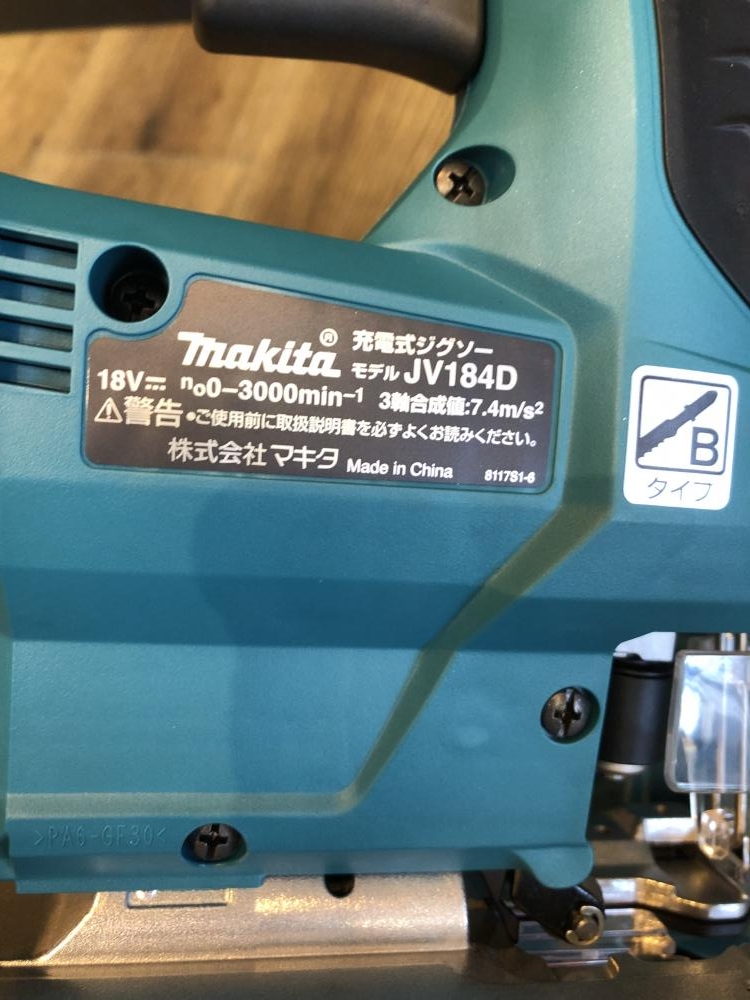 makita® 充電式ジグソー
モデル JV184D
18V⎓ n₀0-3000min-1 3軸合成値:7.4m/s2
⚠警告 •ご使用前に取扱説明書を必ずよくお読みください。
株式会社 マキタ Made in China 8117S1-6
B
タイプ
>PA6-GF30<